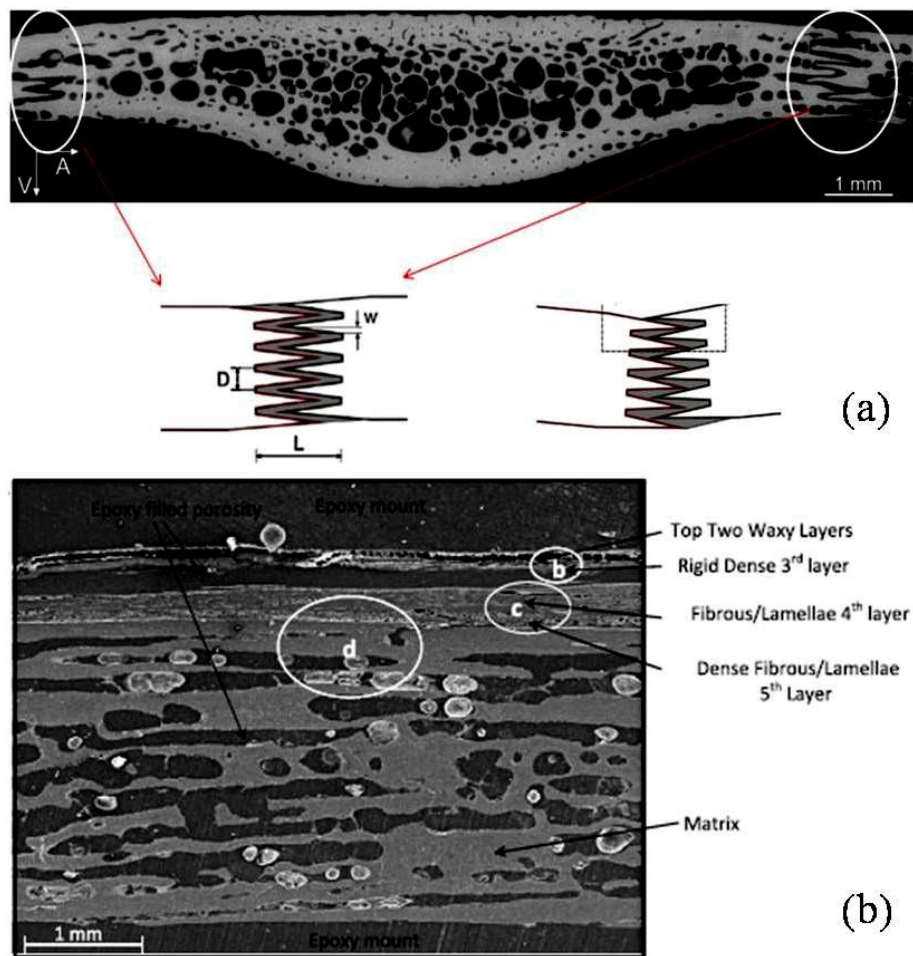 A
V
1 mm
W
D
L
(a)
Epoxy filled porosity
Epoxy mount
Top Two Waxy Layers
b
Rigid Dense 3rd layer
c
Fibrous/Lamellae 4th layer
d
Dense Fibrous/Lamellae
5th Layer
Matrix
1 mm
Epoxy mount
(b)